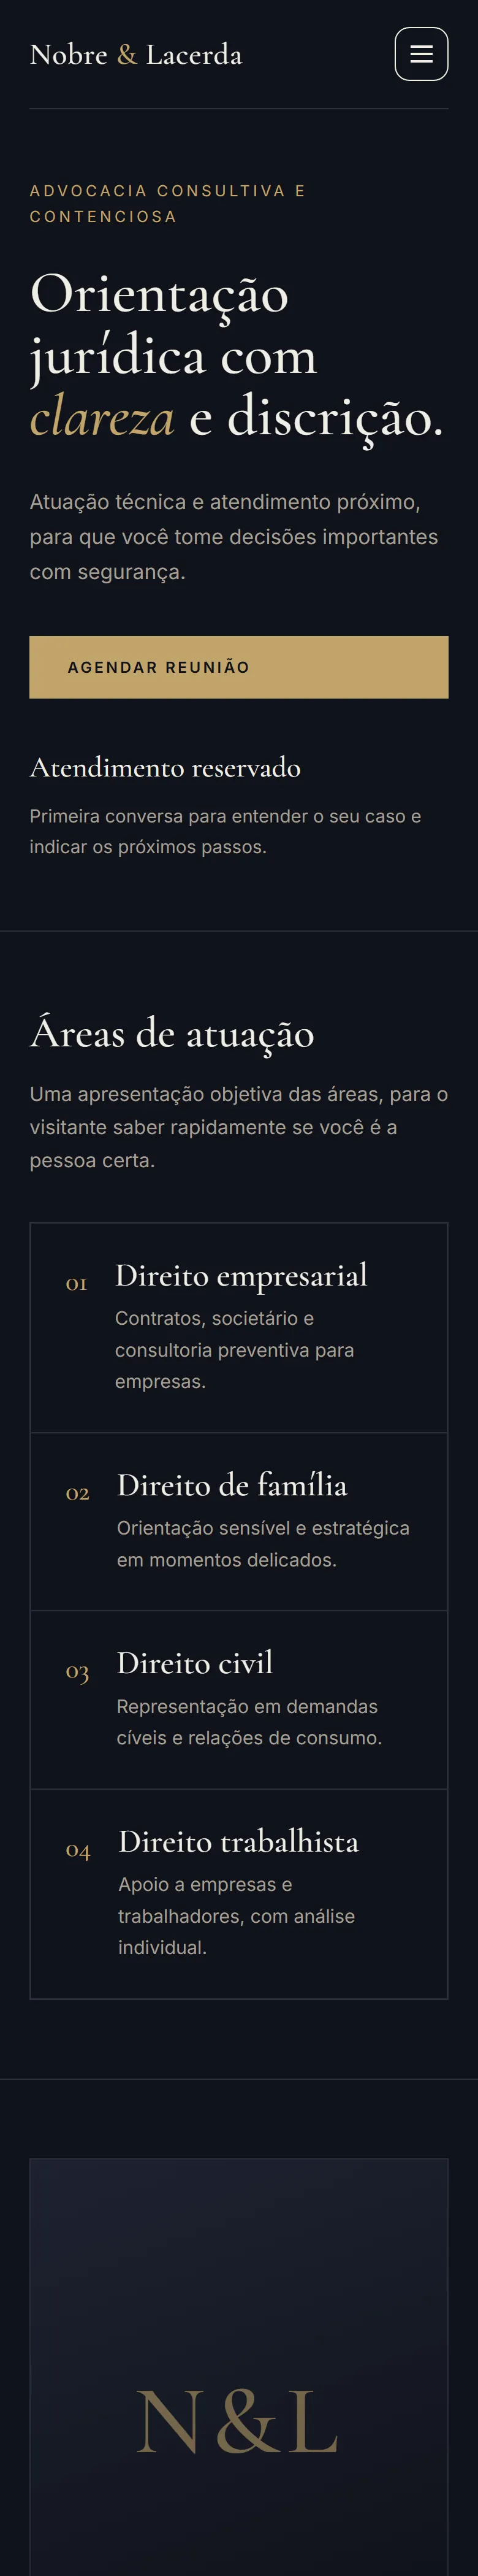 Nobre & Lacerda
ADVOCACIA CONSULTIVA E
CONTENCIOSA
Orientação
jurídica com
clareza e discrição.
Atuação técnica e atendimento próximo,
para que você tome decisões importantes
com segurança.
AGENDAR REUNIÃO
Atendimento reservado
Primeira conversa para entender o seu caso e
indicar os próximos passos.
Áreas de atuação
Uma apresentação objetiva das áreas, para o
visitante saber rapidamente se você é a
pessoa certa.
01 Direito empresarial
Contratos, societário e
consultoria preventiva para
empresas.
02 Direito de família
Orientação sensível e estratégica
em momentos delicados.
03 Direito civil
Representação em demandas
cíveis e relações de consumo.
04 Direito trabalhista
Apoio a empresas e
trabalhadores, com análise
individual.
N&L